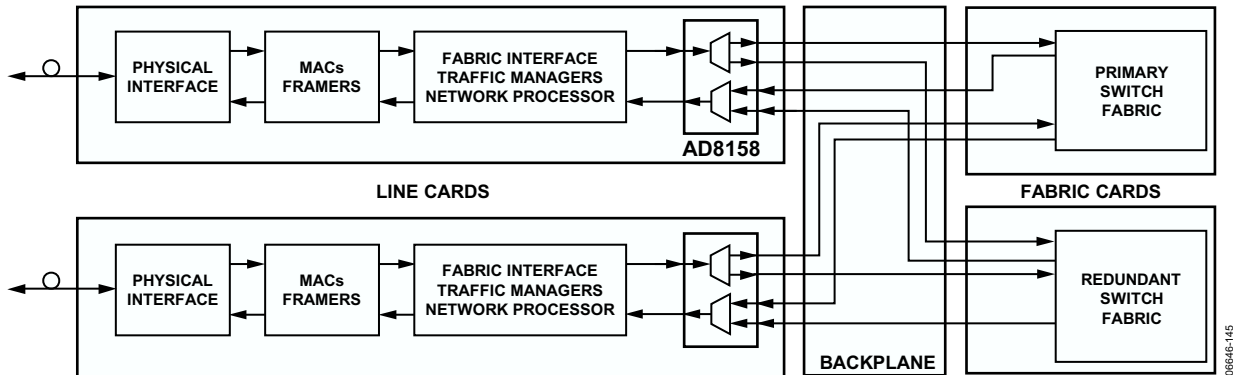 PHYSICAL
INTERFACE
MACs
FRAMERS
FABRIC INTERFACE
TRAFFIC MANAGERS
NETWORK PROCESSOR
AD8158
PRIMARY
SWITCH
FABRIC
LINE CARDS
FABRIC CARDS
PHYSICAL
INTERFACE
MACs
FRAMERS
FABRIC INTERFACE
TRAFFIC MANAGERS
NETWORK PROCESSOR
REDUNDANT
SWITCH
FABRIC
BACKPLANE
06646-145